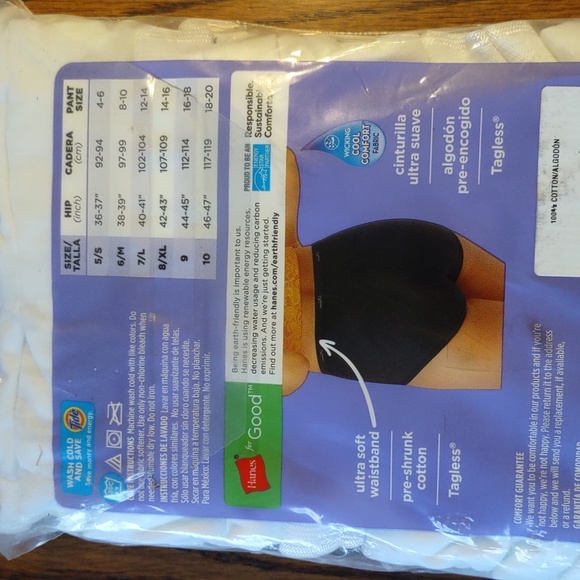 SIZE/ TALLA HIP (inch) CADERA (cm) PANT SIZE
5/S 36-37" 92-94 4-6
6/M 38-39" 97-99 8-10
7/L 40-41" 102-104 12-14
8/XL 42-43" 107-109 14-16
9 44-45" 112-114 16-18
10 46-47" 117-119 18-20
WASH COLD
AND SAVE
Tide
Save money and energy.
INSTRUCTIONS Machine wash cold with like colors. Do
not use fabric softener. Use only non-chlorine bleach when
needed. Tumble dry low. Do not iron.
INSTRUCCIONES DE LAVADO Lavar en máquina con agua
fría, con colores similares. No usar suavizante de telas.
Sólo usar blanqueador sin cloro cuando se necesite.
Secar en máquina a temperatura baja. No planchar.
Para México: Lavar con detergente. No exprimir.
Hanes for Good™
Being earth-friendly is important to us.
Hanes is using renewable energy resources,
decreasing water usage and reducing carbon
emissions. And we're just getting started.
Find out more at hanes.com/earthfriendly
PROUD TO BE AN
ENERGY STAR PARTNER
Responsible.
Sustainable.
Comfortable
WICKING
COOL
COMFORT
FABRIC
cinturilla
ultra suave
algodón
pre-encogido
Tagless®
ultra soft
waistband
pre-shrunk
cotton
Tagless®
100% COTTON/ALGODÓN
COMFORT GUARANTEE
We want you to be comfortable in our products and if you're
not happy, we're not happy. Please return it to the address
below and we will send you a replacement, if available,
or a refund.
GARANTÍA DE COMODIDAD